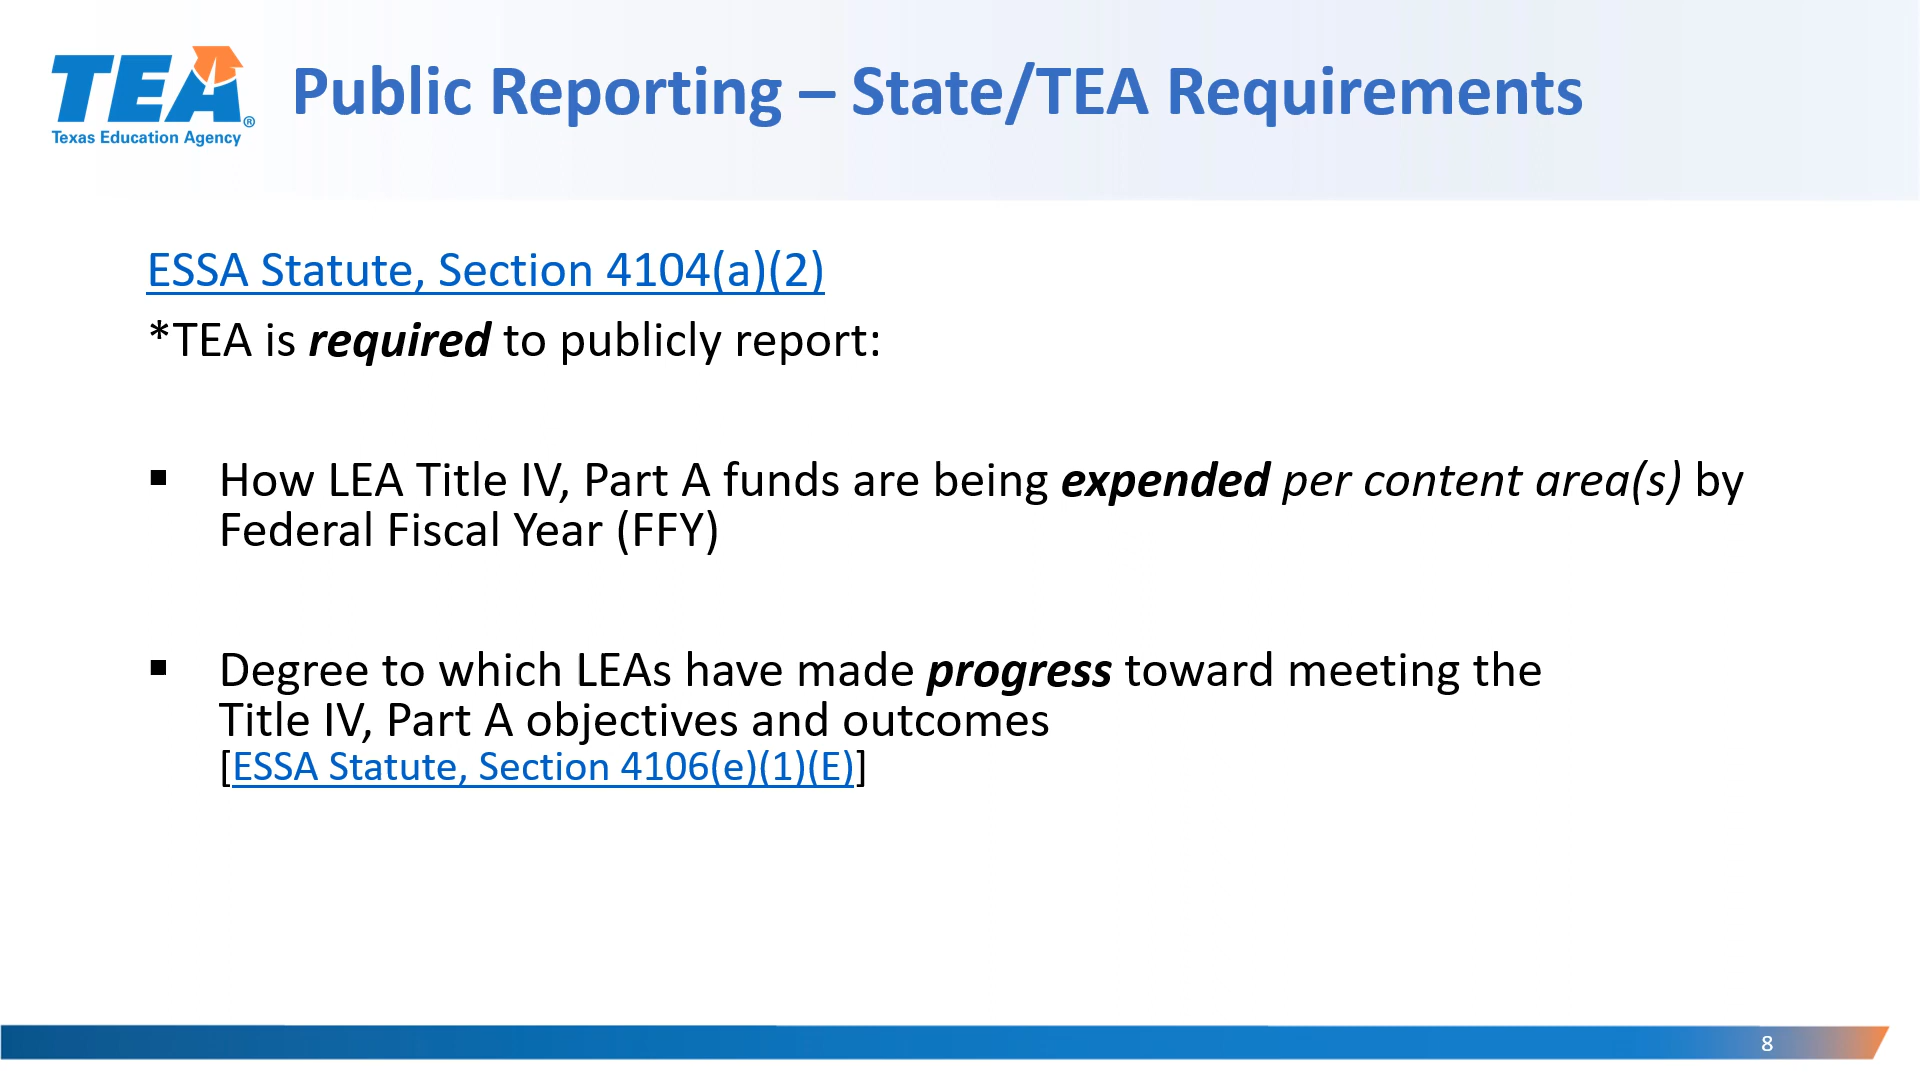 TEA®
Texas Education Agency
Public Reporting – State/TEA Requirements
ESSA Statute, Section 4104(a)(2)
*TEA is required to publicly report:
▪ How LEA Title IV, Part A funds are being expended per content area(s) by
Federal Fiscal Year (FFY)
▪ Degree to which LEAs have made progress toward meeting the
Title IV, Part A objectives and outcomes
[ESSA Statute, Section 4106(e)(1)(E)]
8